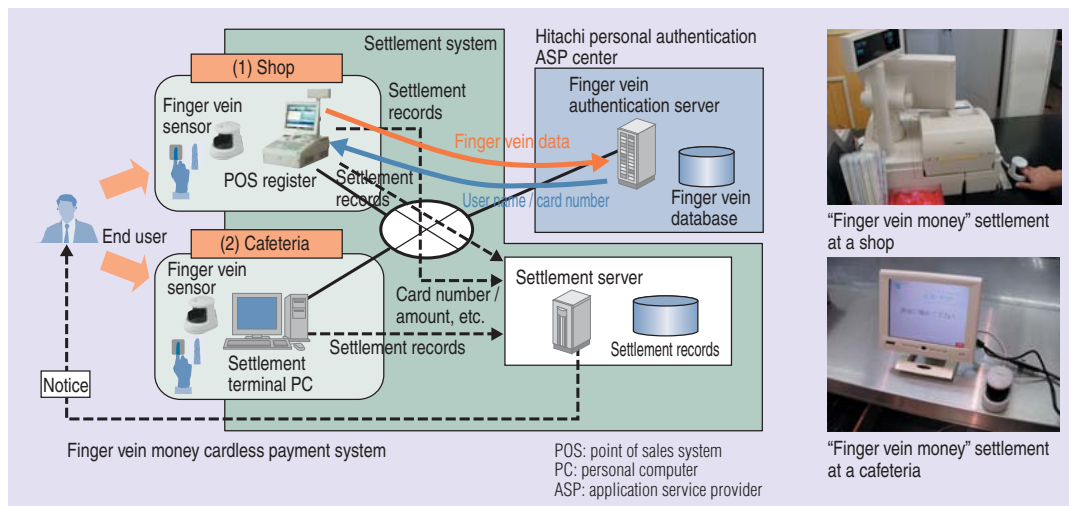 Settlement system
(1) Shop
Finger vein
sensor
POS register
Settlement
records
Settlement
records
Finger vein data
User name / card number
Hitachi personal authentication
ASP center
Finger vein
authentication server
Finger vein
database
End user
(2) Cafeteria
Finger vein
sensor
Settlement
terminal PC
Card number /
amount, etc.
Settlement records
Settlement server
Settlement records
Notice
Finger vein money cardless payment system
POS: point of sales system
PC: personal computer
ASP: application service provider
“Finger vein money” settlement
at a shop
“Finger vein money” settlement
at a cafeteria